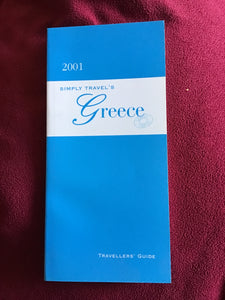 2001
SIMPLY TRAVEL'S
Greece
TRAVELLERS' GUIDE